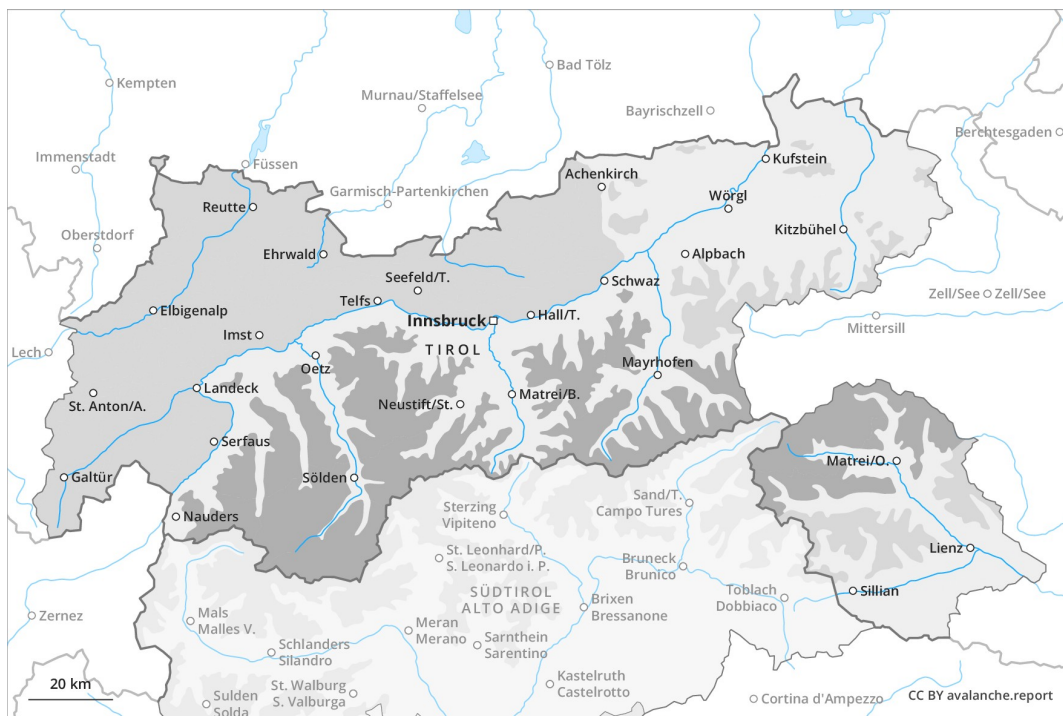 Kempten
Bad Tölz
Murnau/Staffelsee
Bayrischzell
Berchtesgaden
Immenstadt
Füssen
Kufstein
Garmisch-Partenkirchen
Achenkirch
Reutte
Wörgl
Oberstdorf
Kitzbühel
Ehrwald
Alpbach
Seefeld/T.
Schwaz
Zell/See
Zell/See
Telfs
Elbigenalp
Innsbruck
Hall/T.
Mittersill
Imst
TIROL
Lech
Oetz
Mayrhofen
Landeck
St. Anton/A.
Neustift/St.
Matrei/B.
Serfaus
Matrei/O.
Galtür
Sölden
Sand/T.
Campo Tures
Sterzing
Vipiteno
Nauders
Lienz
St. Leonhard/P.
S. Leonardo i. P.
Bruneck
Brunico
SÜDTIROL
ALTO ADIGE
Sillian
Toblach
Dobbiaco
Brixen
Bressanone
Zernez
Mals
Malles V.
Meran
Merano
Sarnthein
Sarentino
Schlanders
Silandro
Kastelruth
Castelrotto
20 km
St. Walburg
S. Valburga
Sulden
Solda
Cortina d'Ampezzo
CC BY avalanche.report